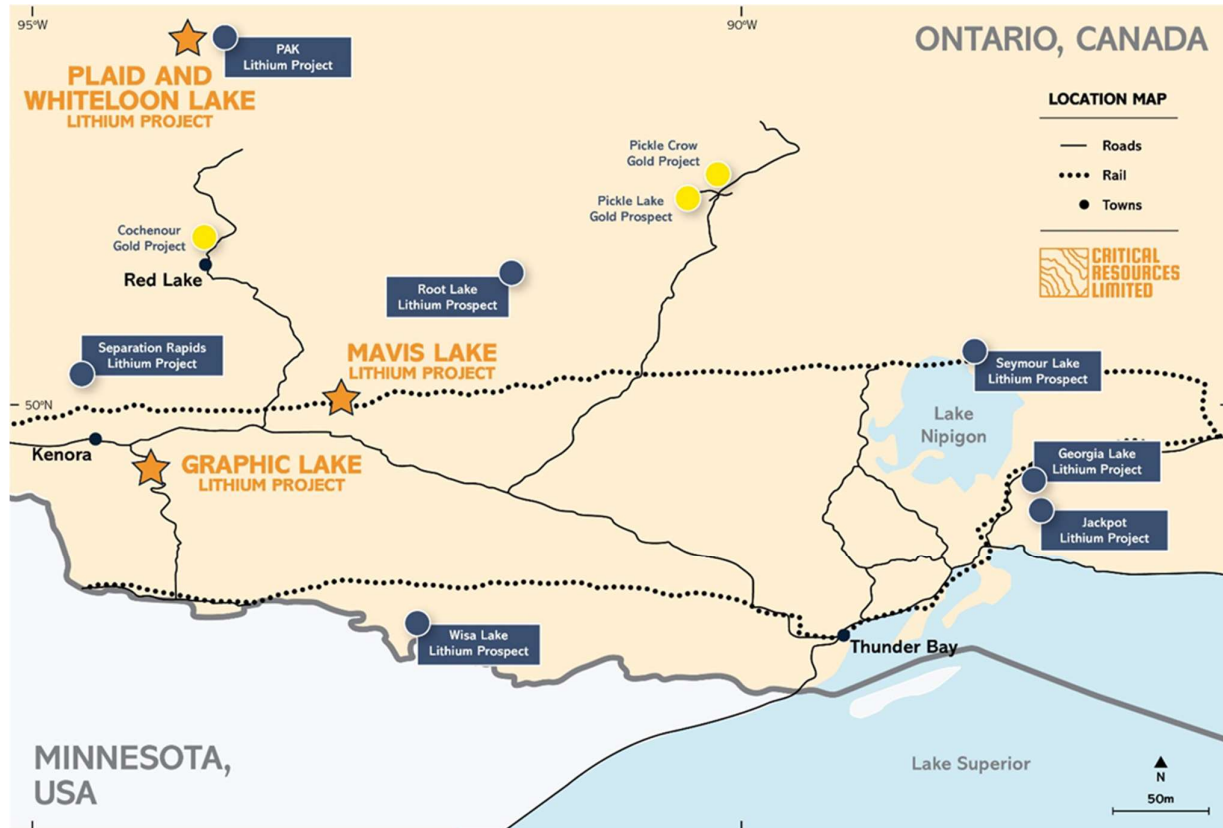 95°W
90°W
ONTARIO, CANADA
PAK
Lithium Project
PLAID AND
WHITELOON LAKE
LITHIUM PROJECT
LOCATION MAP
Roads
Rail
Towns
CRITICAL
RESOURCES
LIMITED
Pickle Crow
Gold Project
Pickle Lake
Gold Prospect
Cochenour
Gold Project
Red Lake
Root Lake
Lithium Prospect
Separation Rapids
Lithium Project
MAVIS LAKE
LITHIUM PROJECT
Seymour Lake
Lithium Prospect
50°N
Lake
Nipigon
Kenora
GRAPHIC LAKE
LITHIUM PROJECT
Georgia Lake
Lithium Project
Jackpot
Lithium Project
Wisa Lake
Lithium Prospect
Thunder Bay
MINNESOTA,
USA
Lake Superior
N
50m